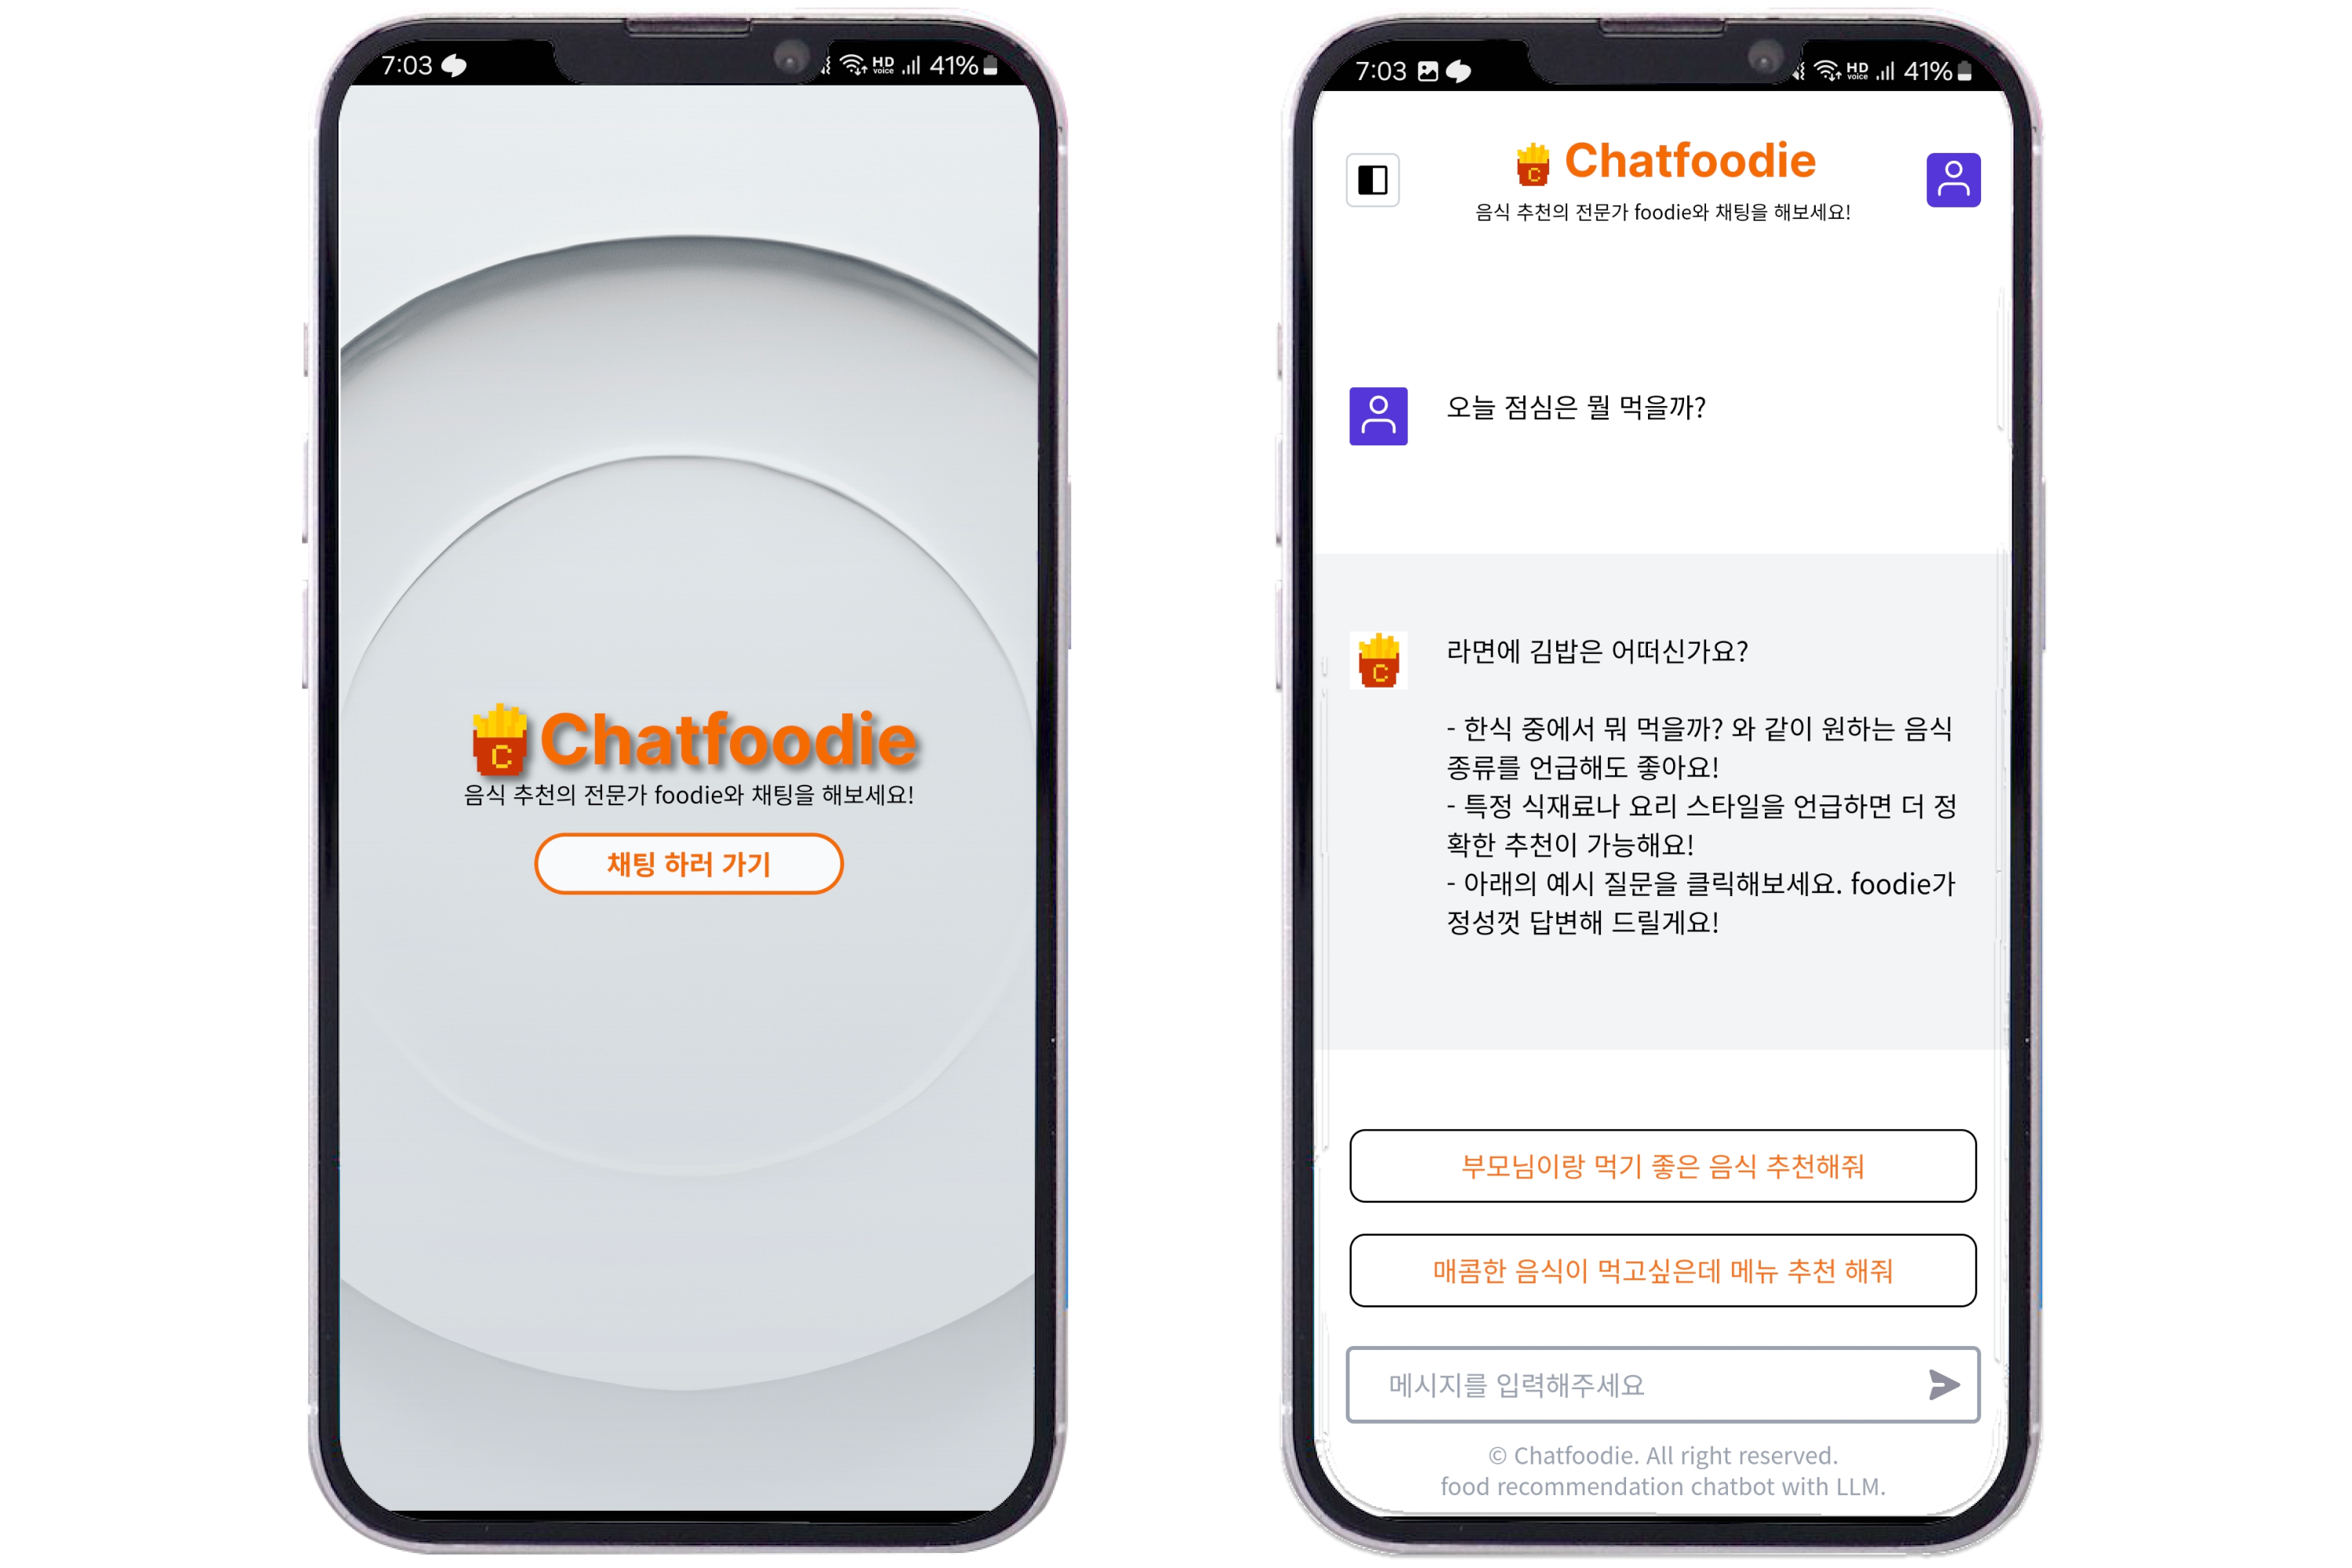 7:03
HD voice
41%
C Chatfoodie
음식 추천의 전문가 foodie와 채팅을 해보세요!
채팅 하러 가기
7:03
HD voice
41%
C Chatfoodie
음식 추천의 전문가 foodie와 채팅을 해보세요!
오늘 점심은 뭘 먹을까?
C
라면에 김밥은 어떠신가요?
- 한식 중에서 뭐 먹을까? 와 같이 원하는 음식
종류를 언급해도 좋아요!
- 특정 식재료나 요리 스타일을 언급하면 더 정
확한 추천이 가능해요!
- 아래의 예시 질문을 클릭해보세요. foodie가
정성껏 답변해 드릴게요!
부모님이랑 먹기 좋은 음식 추천해줘
매콤한 음식이 먹고싶은데 메뉴 추천 해줘
메시지를 입력해주세요
© Chatfoodie. All right reserved.
food recommendation chatbot with LLM.